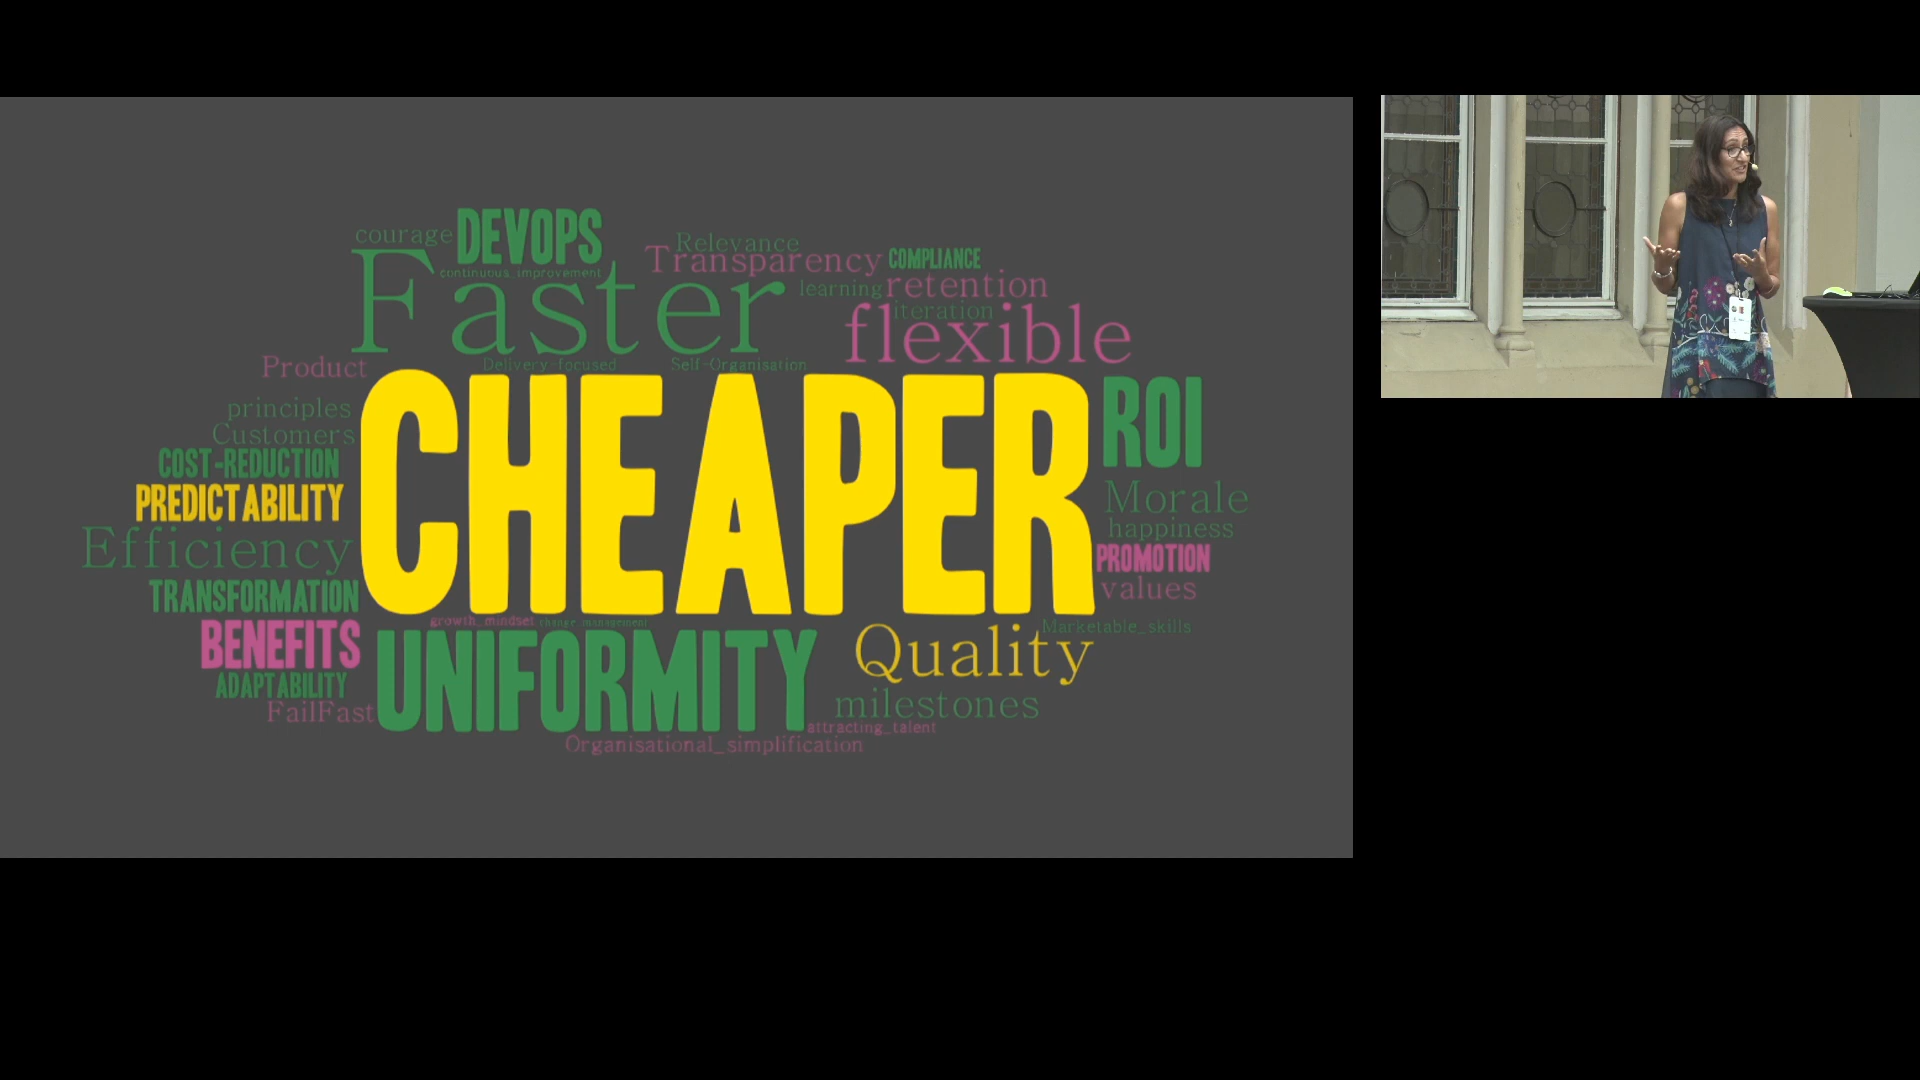 courage
DEVOPS
Relevance
Transparency
COMPLIANCE
continuous_improvement
Faster
learning
retention
iteration
flexible
Product
Delivery-focused
Self-Organisation
CHEAPER
ROI
principles
Customers
COST-REDUCTION
PREDICTABILITY
Morale
Efficiency
happiness
PROMOTION
TRANSFORMATION
values
growth_mindset
change_management
Marketable_skills
BENEFITS
UNIFORMITY
Quality
ADAPTABILITY
FailFast
milestones
attracting_talent
Organisational_simplification